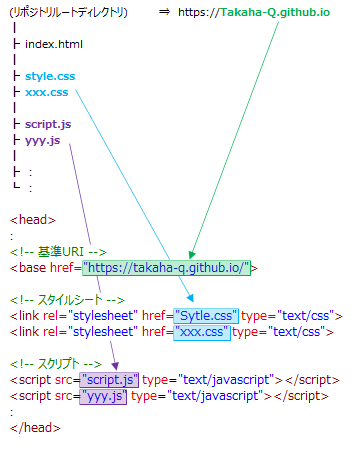 (リポジトリルートディレクトリ) ⇒ https://Takaha-Q.github.io
┃
┣ index.html
┃
┣ style.css
┣ xxx.css
┃
┣ script.js
┣ yyy.js
┃
┣ :
┗ :
<head>
:
<!-- 基準URI -->
<base href="https://takaha-q.github.io/">
<!-- スタイルシート -->
<link rel="stylesheet" href="Sytle.css" type="text/css">
<link rel="stylesheet" href="xxx.css" type="text/css">
<!-- スクリプト -->
<script src="script.js" type="text/javascript"></script>
<script src="yyy.js" type="text/javascript"></script>
:
</head>